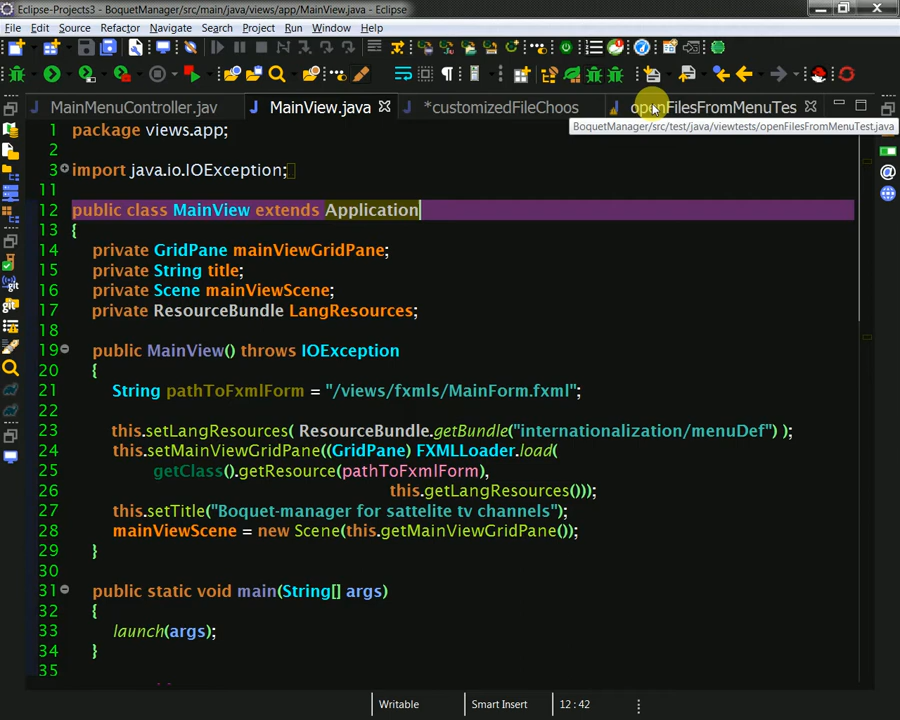 Eclipse-Projects3 - BoquetManager/src/main/java/views/app/MainView.java - Eclipse
File Edit Source Refactor Navigate Search Project Run Window Help
MainMenuController.jav MainView.java *customizedFileChoos openFilesFromMenuTes
BoquetManager/src/test/java/viewtests/openFilesFromMenuTest.java
1 package views.app;
2
3 import java.io.IOException;
11
12 public class MainView extends Application
13 {
14 private GridPane mainViewGridPane;
15 private String title;
16 private Scene mainViewScene;
17 private ResourceBundle LangResources;
18
19 public MainView() throws IOException
20 {
21 String pathToFxmlForm = "/views/fxmls/MainForm.fxml";
22
23 this.setLangResources( ResourceBundle.getBundle("internationalization/menuDef") );
24 this.setMainViewGridPane((GridPane) FXMLLoader.load(
25 getClass().getResource(pathToFxmlForm),
26 this.getLangResources()));
27 this.setTitle("Boquet-manager for sattelite tv channels");
28 mainViewScene = new Scene(this.getMainViewGridPane());
29 }
30
31 public static void main(String[] args)
32 {
33 launch(args);
34 }
35
Writable Smart Insert 12 : 42